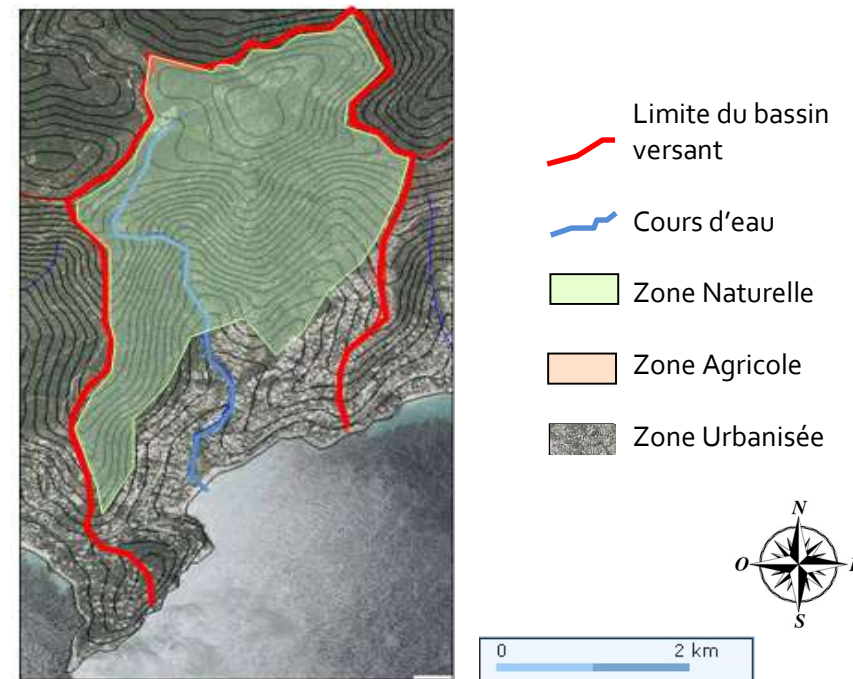 Limite du bassin
versant
Cours d'eau
Zone Naturelle
Zone Agricole
Zone Urbanisée
N
O
S
0 2 km